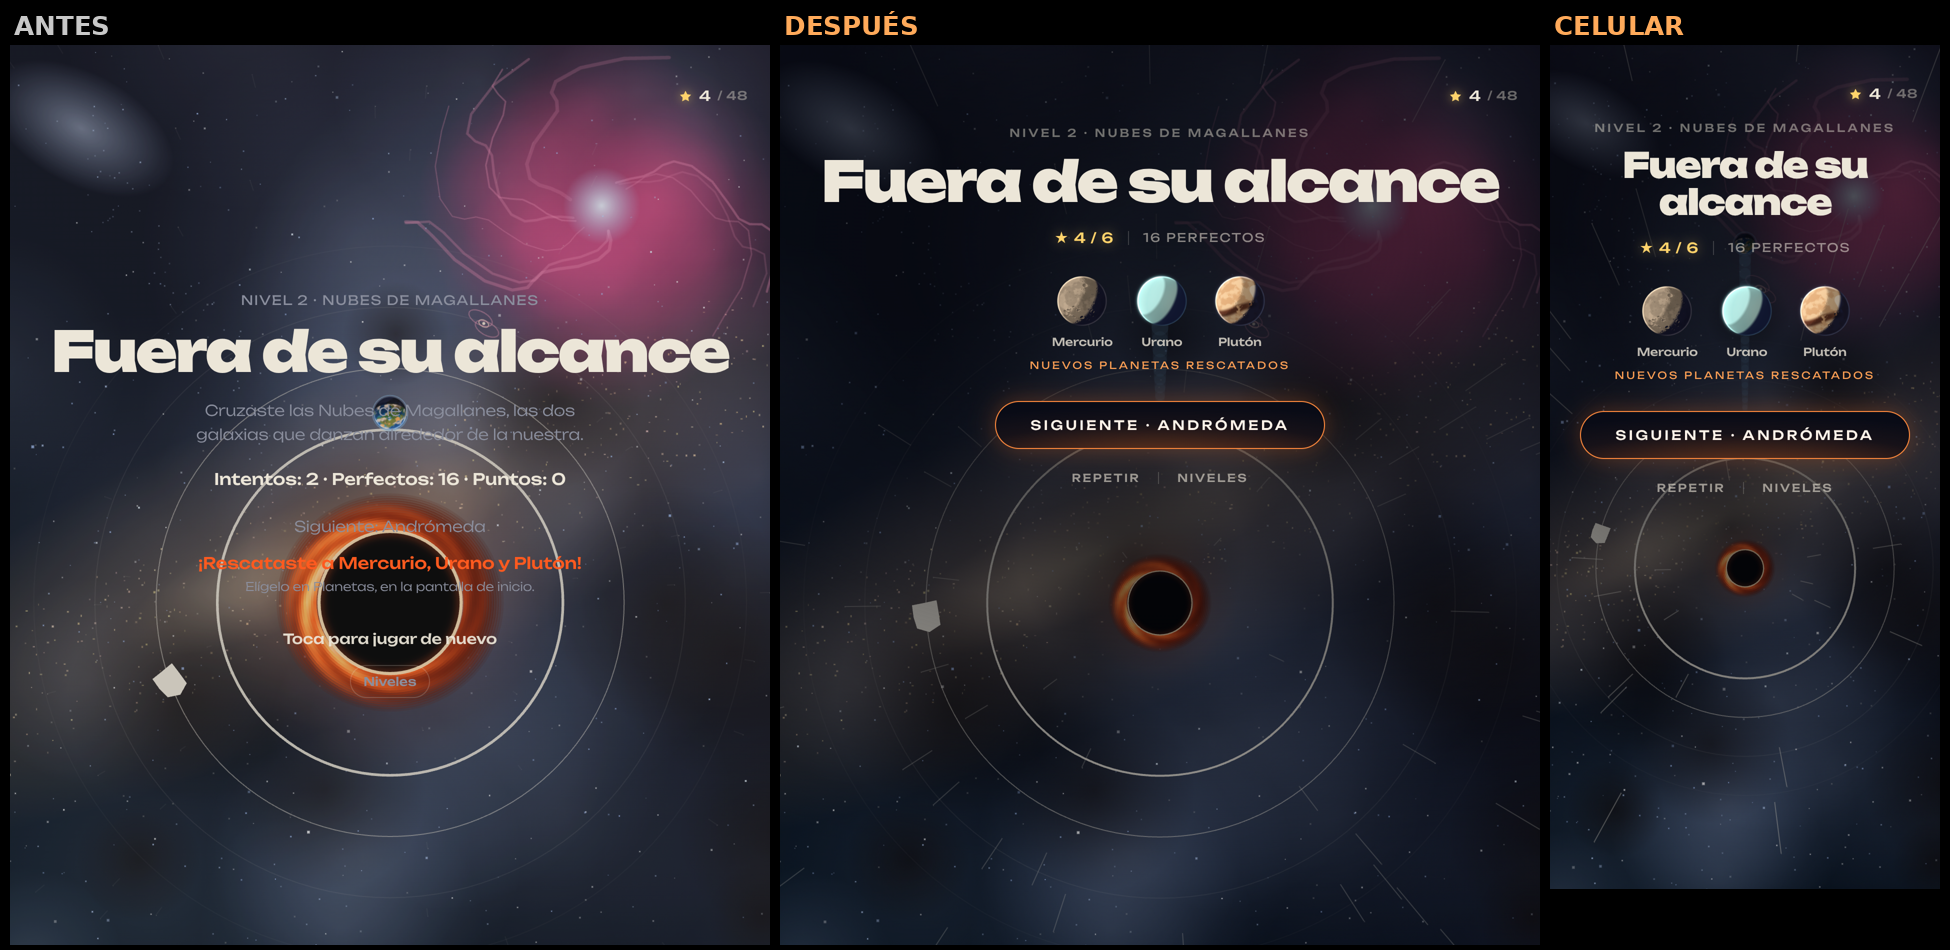 ANTES
★ 4 / 48
NIVEL 2 · NUBES DE MAGALLANES
Fuera de su alcance
Cruzaste las Nubes de Magallanes, las dos
galaxias que danzan alrededor de la nuestra.
Intentos: 2 · Perfectos: 16 · Puntos: 0
Siguiente: Andrómeda
¡Rescataste a Mercurio, Urano y Plutón!
Elígelo en Planetas, en la pantalla de inicio.
Toca para jugar de nuevo
Niveles
DESPUÉS
★ 4 / 48
NIVEL 2 · NUBES DE MAGALLANES
Fuera de su alcance
★ 4 / 6 | 16 PERFECTOS
Mercurio Urano Plutón
NUEVOS PLANETAS RESCATADOS
SIGUIENTE · ANDRÓMEDA
REPETIR | NIVELES
CELULAR
★ 4 / 48
NIVEL 2 · NUBES DE MAGALLANES
Fuera de su
alcance
★ 4 / 6 | 16 PERFECTOS
Mercurio Urano Plutón
NUEVOS PLANETAS RESCATADOS
SIGUIENTE · ANDRÓMEDA
REPETIR | NIVELES